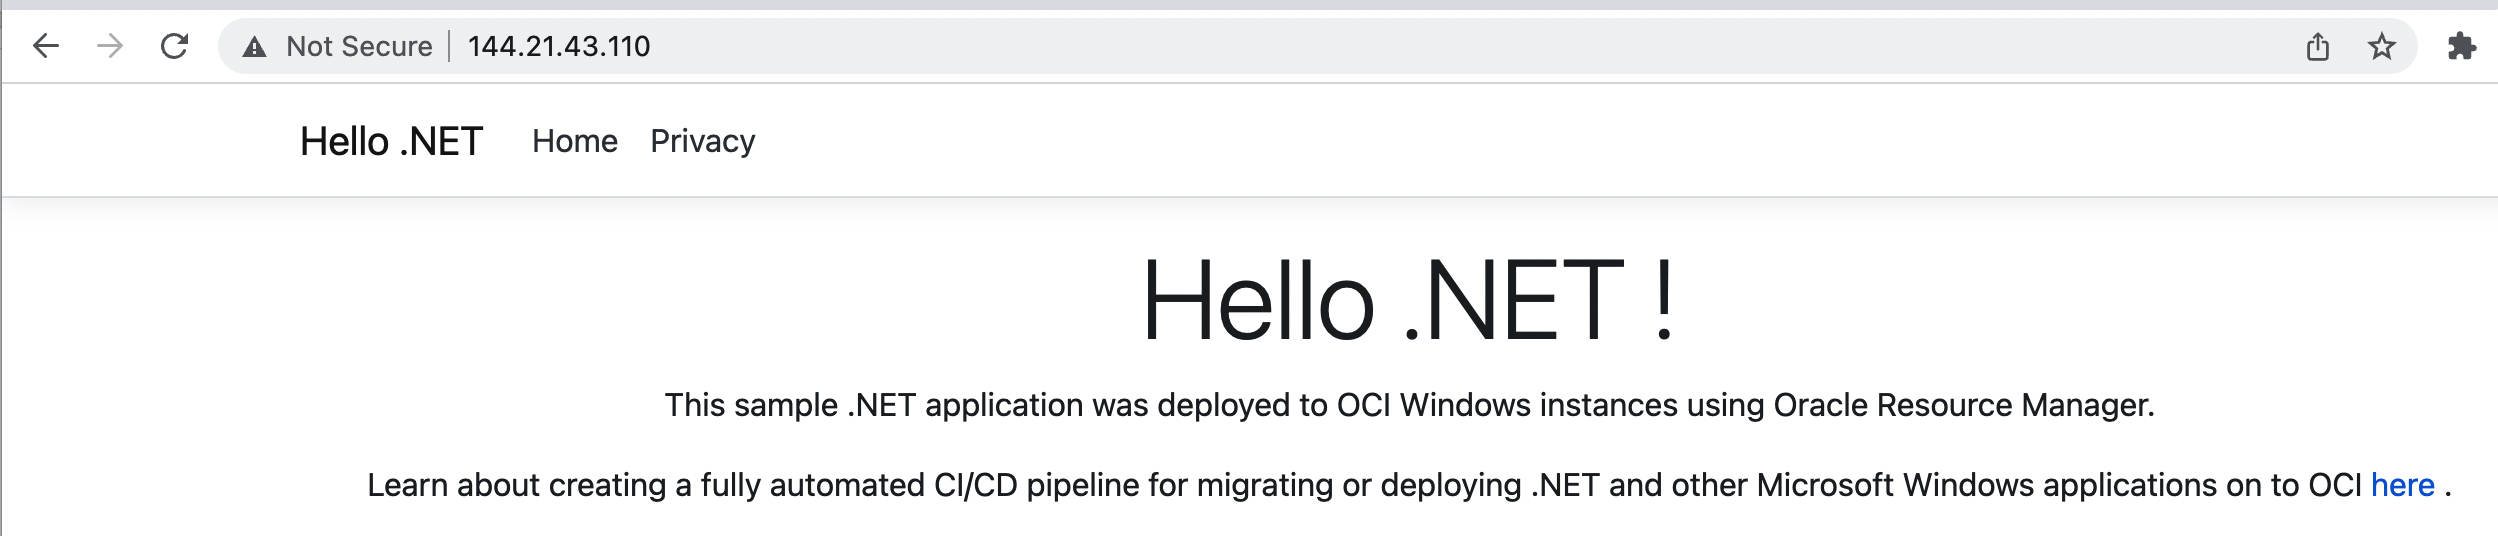 Not Secure 144.21.43.110
Hello .NET Home Privacy
Hello .NET !
This sample .NET application was deployed to OCI Windows instances using Oracle Resource Manager.
Learn about creating a fully automated CI/CD pipeline for migrating or deploying .NET and other Microsoft Windows applications on to OCI here .